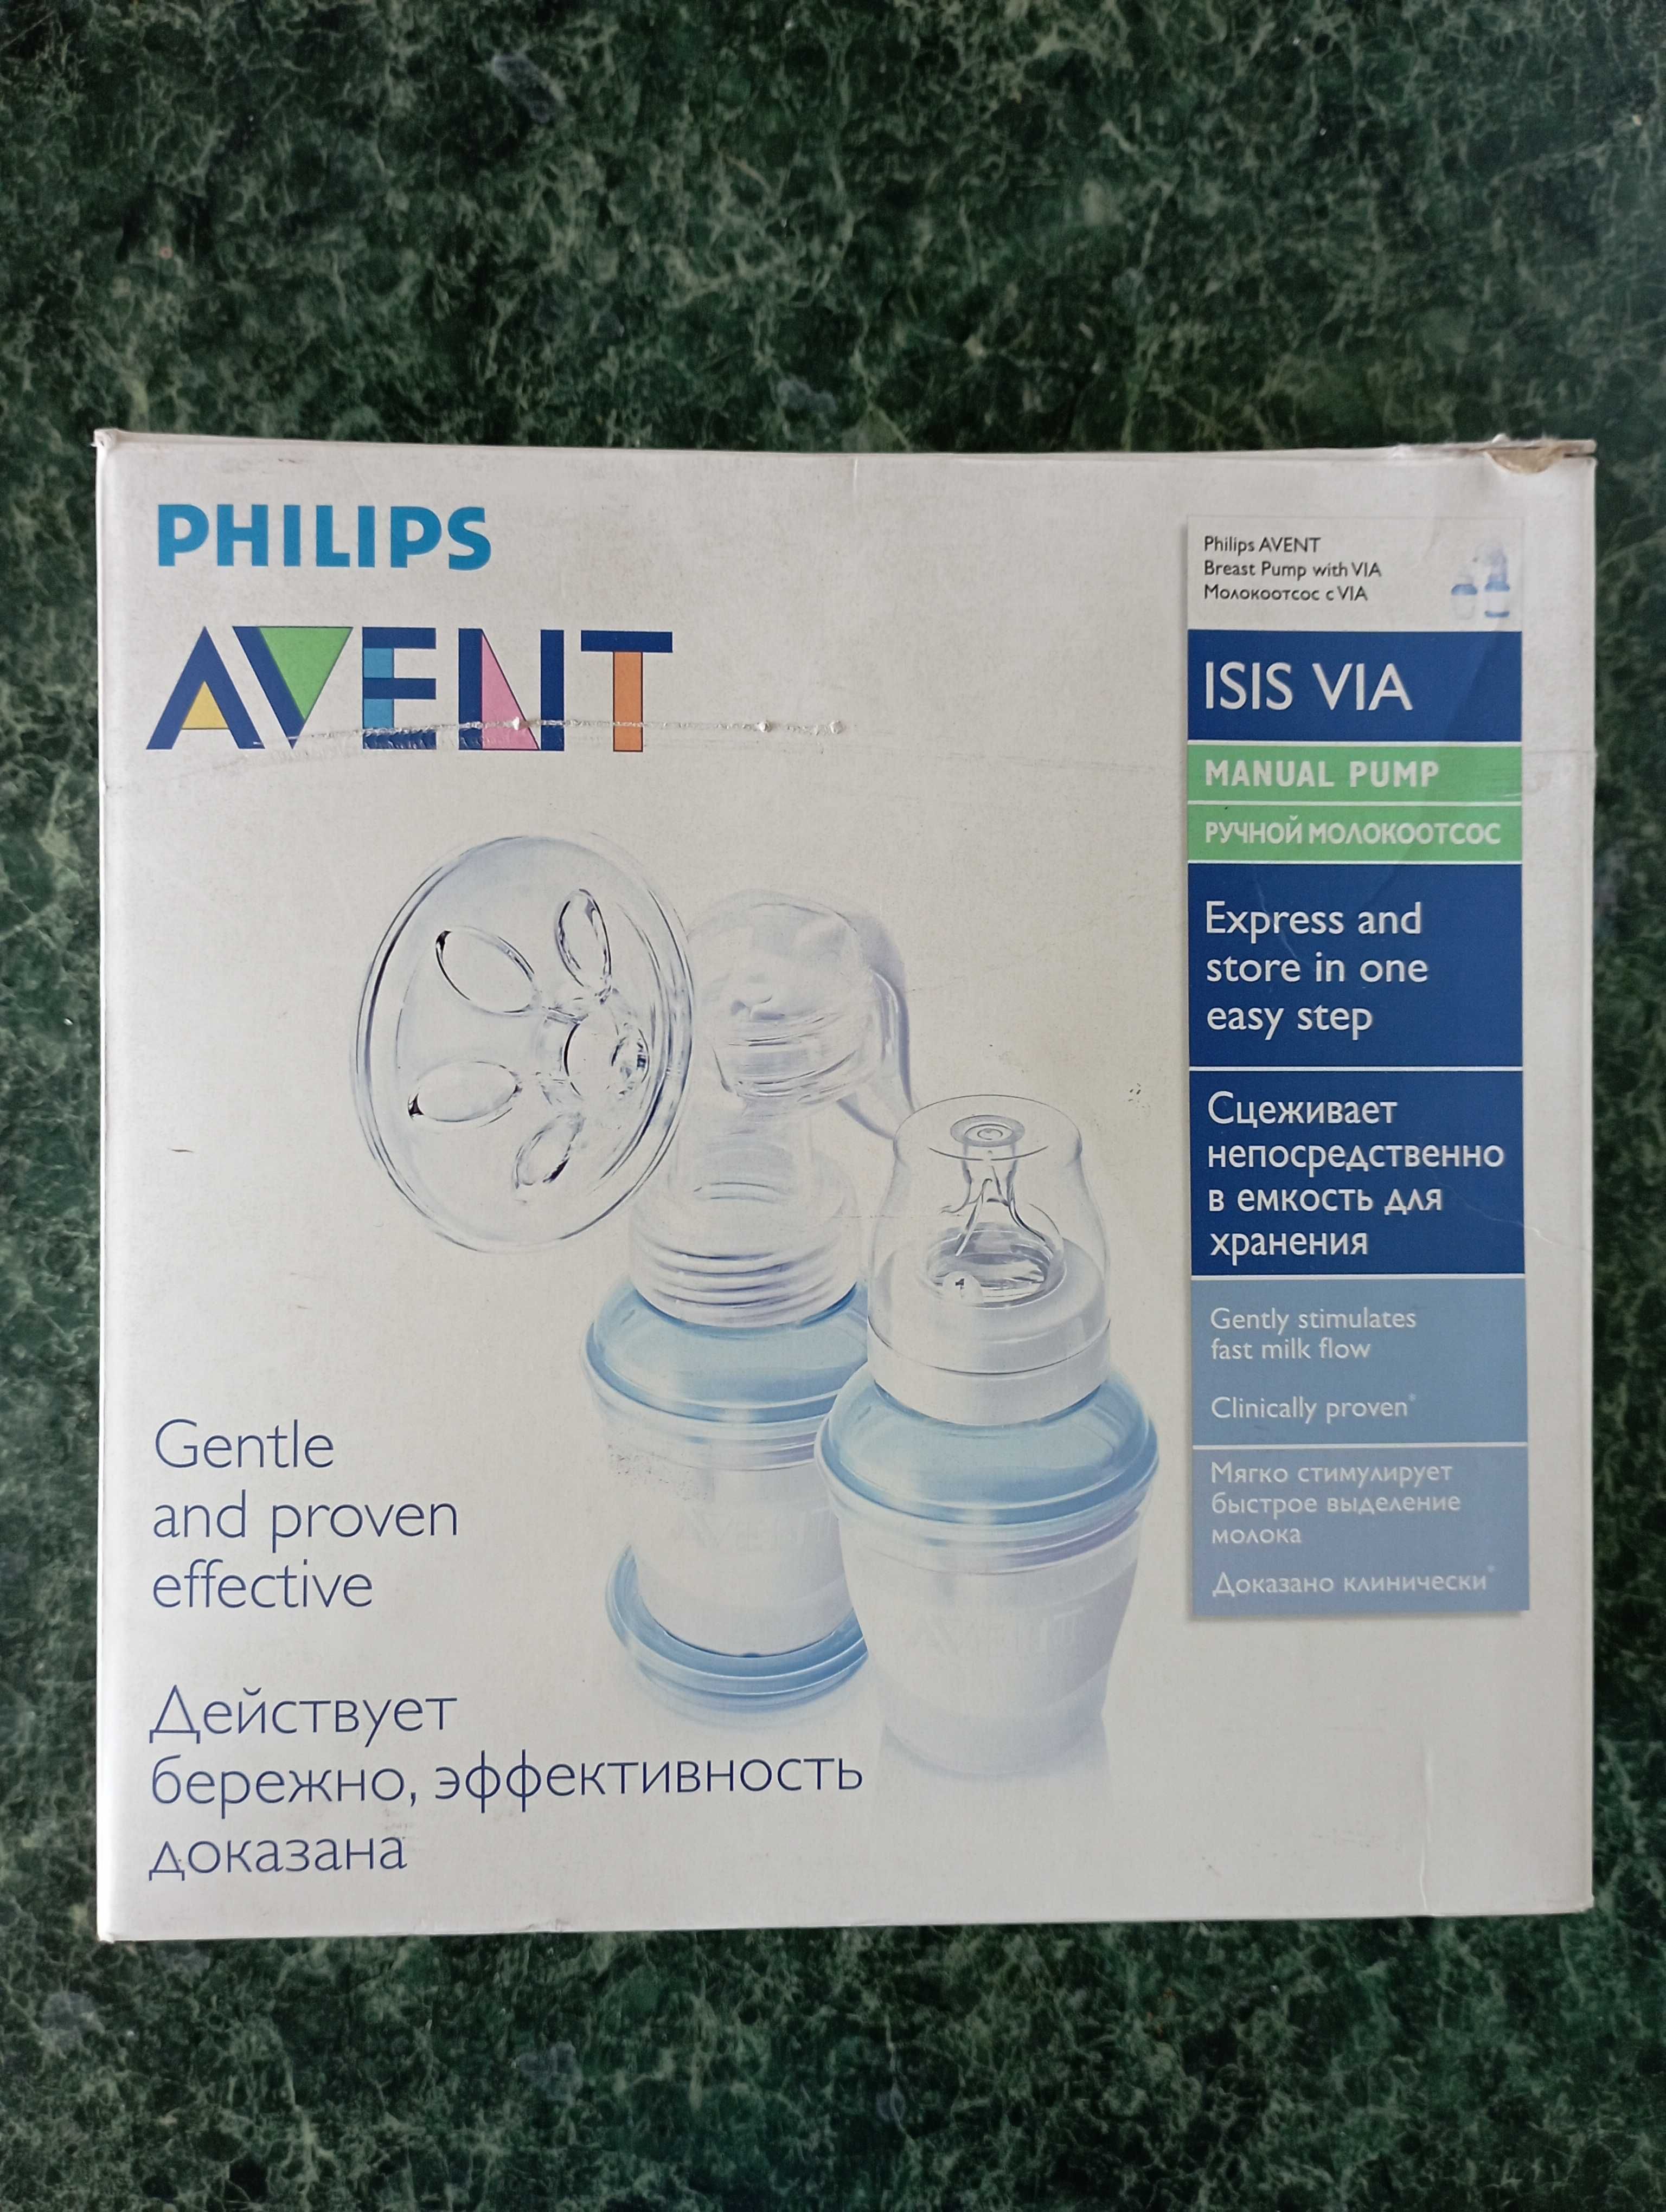 PHILIPS
AVENT
Philips AVENT
Breast Pump with VIA
Молокоотсос с VIA
ISIS VIA
MANUAL PUMP
РУЧНОЙ МОЛОКООТСОС
Express and
store in one
easy step
Сцеживает
непосредственно
в емкость для
хранения
Gently stimulates
fast milk flow
Clinically proven*
Мягко стимулирует
быстрое выделение
молока
Доказано клинически*
Gentle
and proven
effective
Действует
бережно, эффективность
доказана